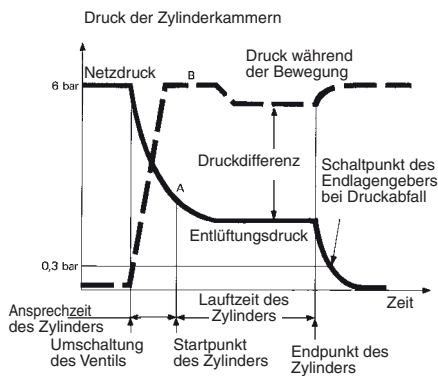 Druck der Zylinderkammern
Netzdruck
B
Druck während
der Bewegung
6 bar
Druckdifferenz
Schaltpunkt des
Endlagengebers
bei Druckabfall
A
Entlüftungsdruck
0,3 bar
Ansprechzeit
des Zylinders
Lauftzeit des
Zylinders
Zeit
Umschaltung
des Ventils
Startpunkt
des Zylinders
Endpunkt des
Zylinders